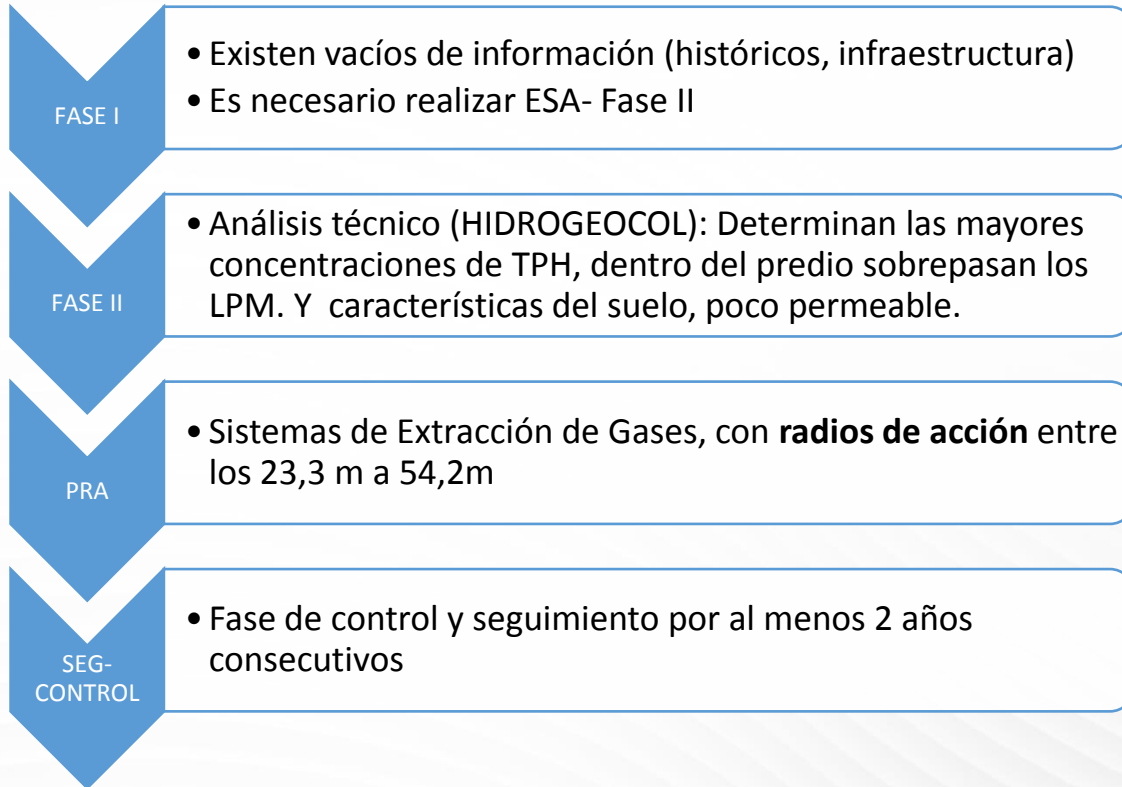 FASE I
• Existen vacíos de información (históricos, infraestructura)
• Es necesario realizar ESA- Fase II
FASE II
• Análisis técnico (HIDROGEOCOL): Determinan las mayores
concentraciones de TPH, dentro del predio sobrepasan los
LPM. Y  características del suelo, poco permeable.
PRA
• Sistemas de Extracción de Gases, con radios de acción entre
los 23,3 m a 54,2m
SEG-
CONTROL
• Fase de control y seguimiento por al menos 2 años
consecutivos